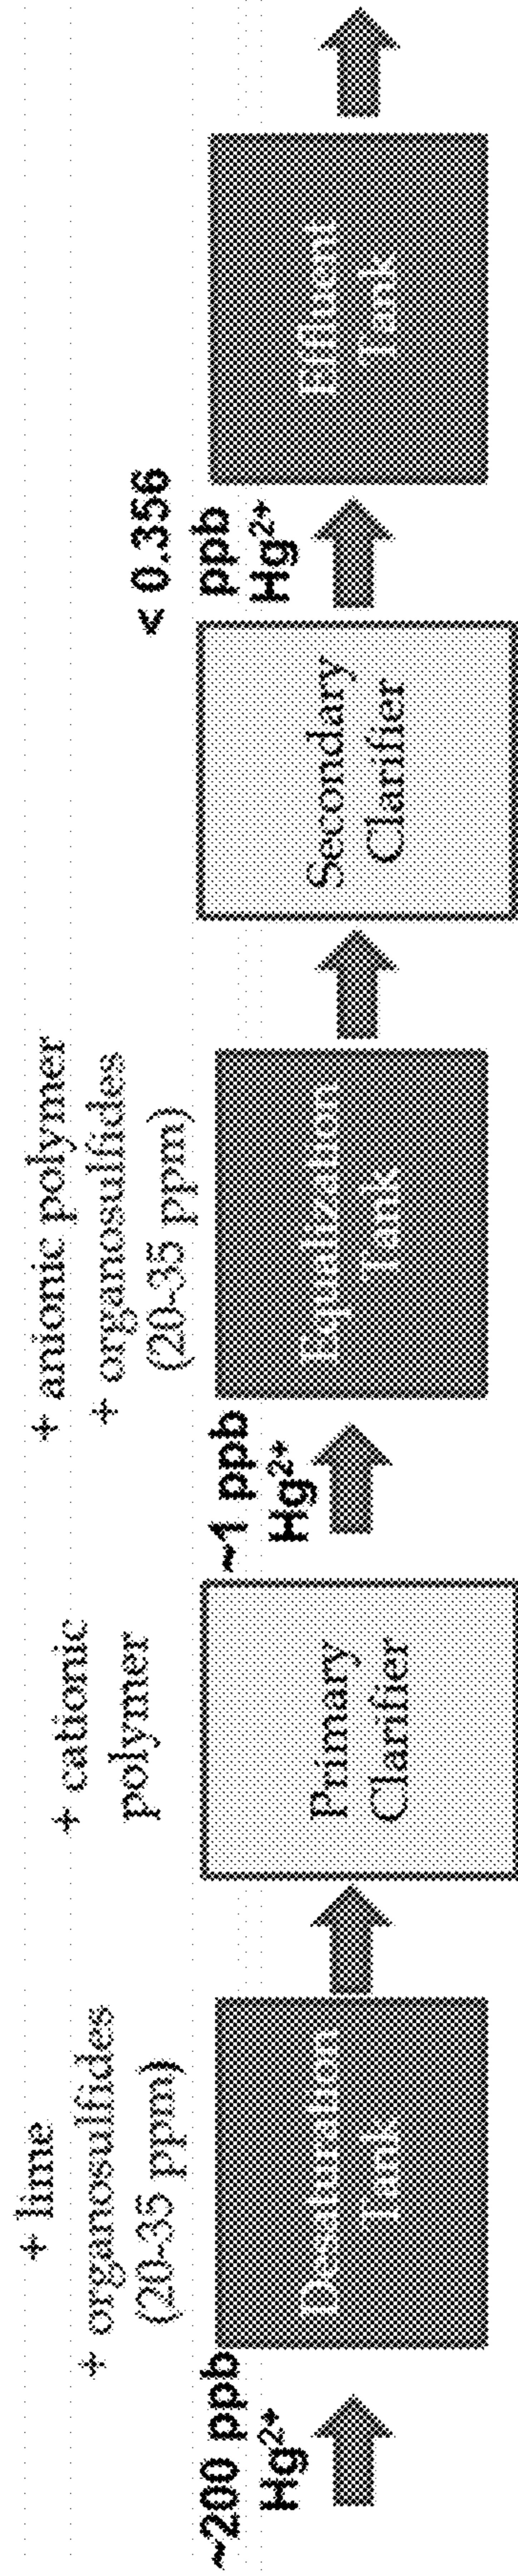 ~200 ppb
Hg2+
+ lime
+ organosulfides
(20-35 ppm)
Desaturation
Tank
+ cationic
polymer
Primary
Clarifier
~1 ppb
Hg2+
+ anionic polymer
+ organosulfides
(20-35 ppm)
Equalization
Tank
Secondary
Clarifier
< 0.356
ppb
Hg2+
Effluent
Tank